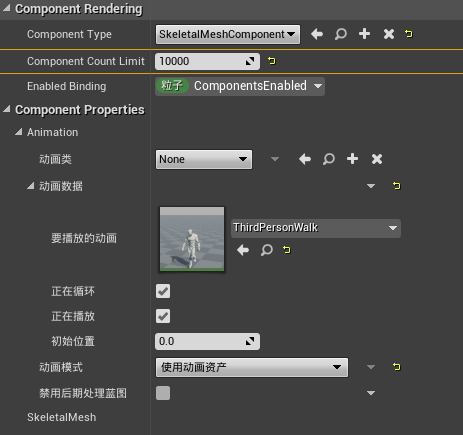 Component Rendering
Component Type SkeletalMeshComponent
Component Count Limit 10000
Enabled Binding 粒子 ComponentsEnabled
Component Properties
Animation
动画类 None
动画数据
要播放的动画 ThirdPersonWalk
正在循环
正在播放
初始位置 0.0
动画模式 使用动画资产
禁用后期处理蓝图
SkeletalMesh